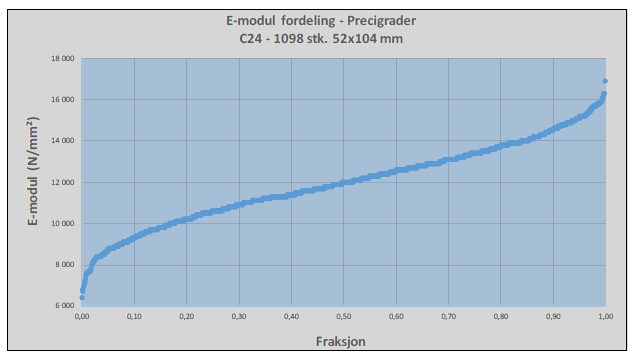 E-modul fordeling - Precigrader
C24 - 1098 stk. 52x104 mm
E-modul (N/mm²)
18 000
16 000
14 000
12 000
10 000
8 000
6 000
0,00 0,10 0,20 0,30 0,40 0,50 0,60 0,70 0,80 0,90 1,00
Fraksjon